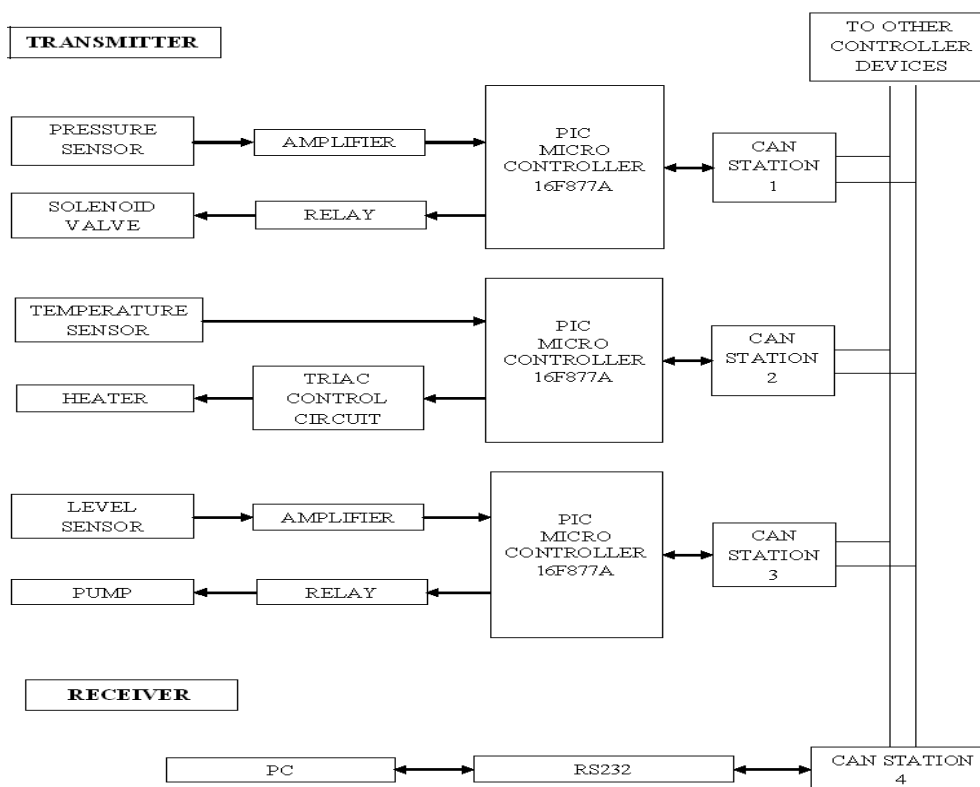 TRANSMITTER
TO OTHER
CONTROLLER
DEVICES
PRESSURE
SENSOR
AMPLIFIER
PIC
MICRO
CONTROLLER
16F877A
CAN
STATION
1
SOLENOID
VALVE
RELAY
TEMPERATURE
SENSOR
PIC
MICRO
CONTROLLER
16F877A
CAN
STATION
2
HEATER
TRIAC
CONTROL
CIRCUIT
LEVEL
SENSOR
AMPLIFIER
PIC
MICRO
CONTROLLER
16F877A
CAN
STATION
3
PUMP
RELAY
RECEIVER
PC
RS232
CAN STATION
4